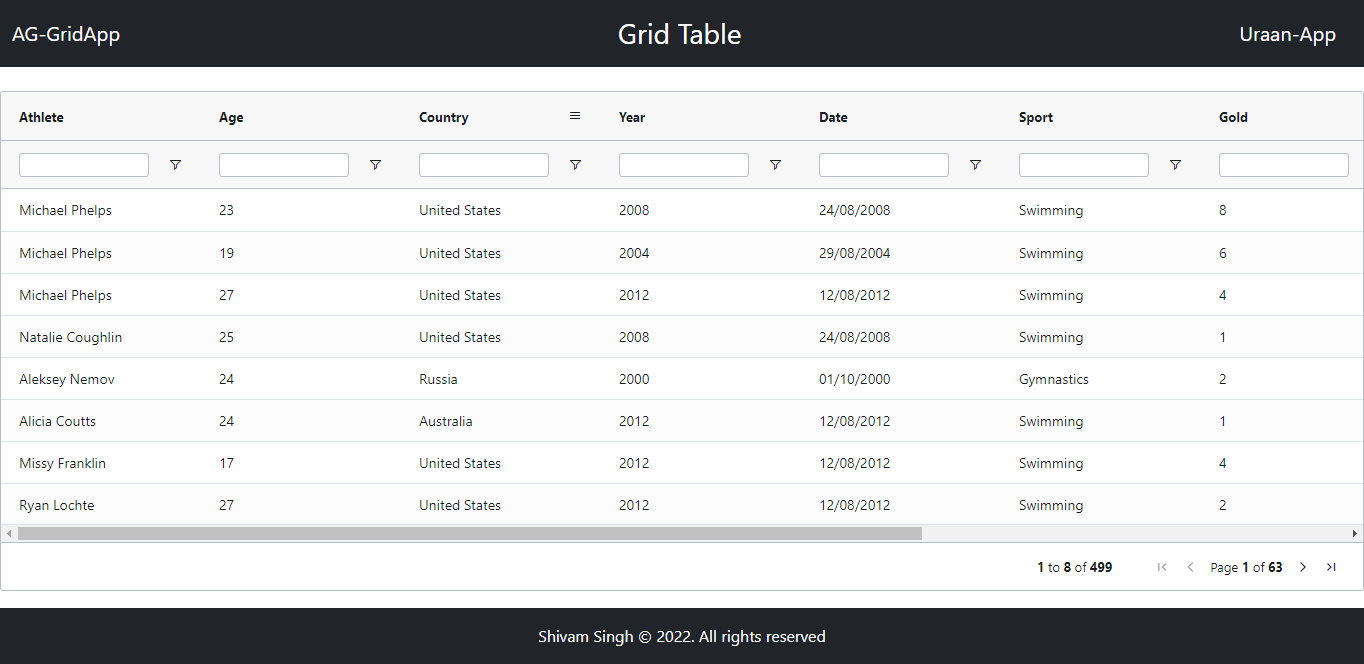 AG-GridApp Grid Table Uraan-App
Athlete Age Country Year Date Sport Gold
Michael Phelps 23 United States 2008 24/08/2008 Swimming 8
Michael Phelps 19 United States 2004 29/08/2004 Swimming 6
Michael Phelps 27 United States 2012 12/08/2012 Swimming 4
Natalie Coughlin 25 United States 2008 24/08/2008 Swimming 1
Aleksey Nemov 24 Russia 2000 01/10/2000 Gymnastics 2
Alicia Coutts 24 Australia 2012 12/08/2012 Swimming 1
Missy Franklin 17 United States 2012 12/08/2012 Swimming 4
Ryan Lochte 27 United States 2012 12/08/2012 Swimming 2
1 to 8 of 499 Page 1 of 63
Shivam Singh © 2022. All rights reserved